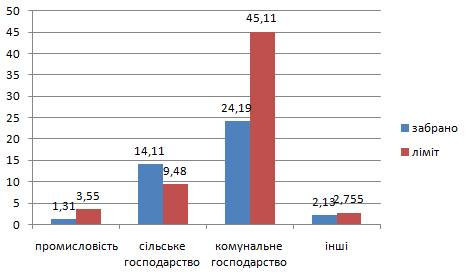 50
45
40
35
30
25
20
15
10
5
0
1,31
3,55
14,11
9,48
24,19
45,11
2,13
2,755
промисловість
сільське
господарство
комунальне
господарство
інші
забрано
ліміт